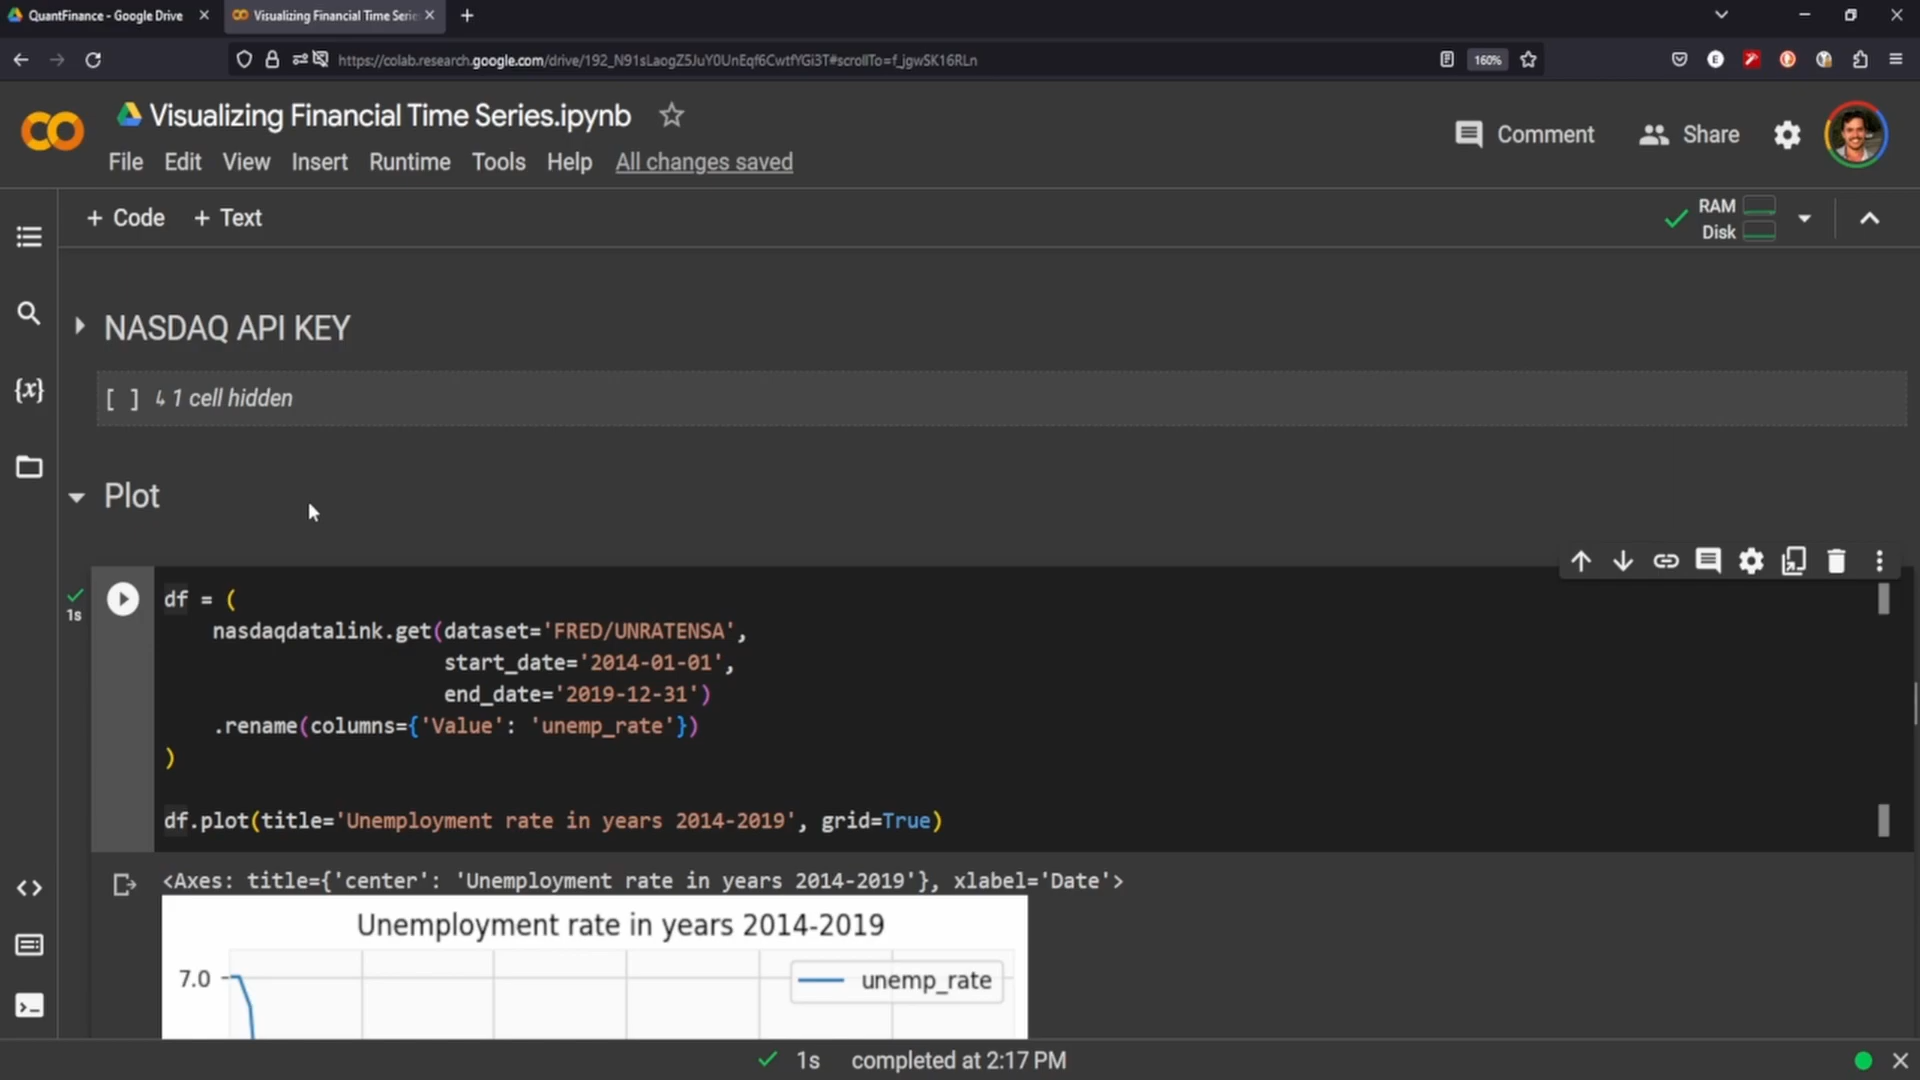 QuantFinance - Google Drive
Visualizing Financial Time Serie
https://colab.research.google.com/drive/192_N91sLaogZ5JuY0UnEqf6CwtfYGi3T#scrollTo=f_jgwSK16RLn
160%
Visualizing Financial Time Series.ipynb
Comment
Share
File Edit View Insert Runtime Tools Help All changes saved
+ Code + Text
RAM
Disk
NASDAQ API KEY
[ ] ↳ 1 cell hidden
Plot
1s
df = (
nasdaqdatalink.get(dataset='FRED/UNRATENSA',
start_date='2014-01-01',
end_date='2019-12-31')
.rename(columns={'Value': 'unemp_rate'})
)
df.plot(title='Unemployment rate in years 2014-2019', grid=True)
<Axes: title={'center': 'Unemployment rate in years 2014-2019'}, xlabel='Date'>
Unemployment rate in years 2014-2019
7.0
unemp_rate
1s completed at 2:17 PM